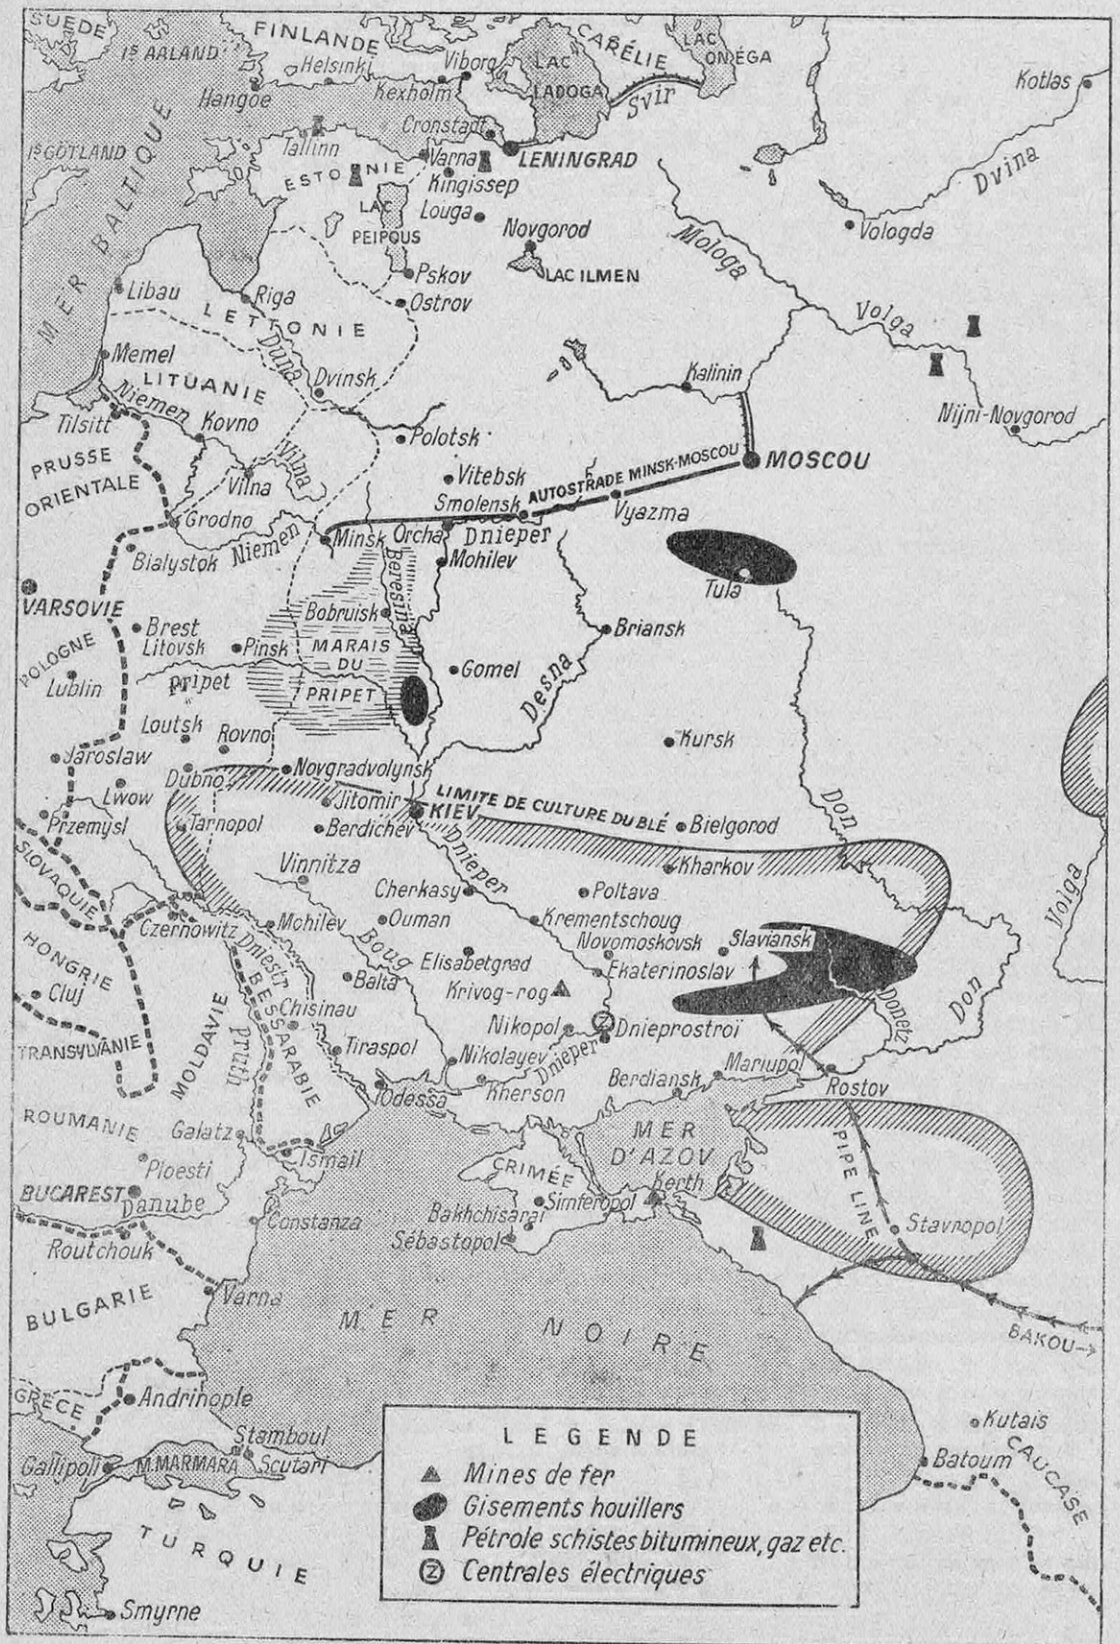 SUÈDE
Is AALAND
FINLANDE
Helsinki
Hangoe
Viborg
Kexholm
LAC
LADOGA
CARÉLIE
LAC
ONÉGA
Svir
Kotlas
Dvina
Cronstadt
LENINGRAD
Tallinn
ESTONIE
Varna
Kingissep
Is GÖTLAND
MER BALTIQUE
LAC
PEIPOUS
Louga
Novgorod
LAC ILMEN
Mologa
Vologda
Pskov
Ostrov
Libau
Riga
LETTONIE
Duna
Volga
Memel
LITUANIE
Dvinsk
Kalinin
Nijni-Novgorod
Tilsitt
Niemen
Kovno
Polotsk
PRUSSE
ORIENTALE
Vilna
Vilna
Vitebsk
MOSCOU
AUTOSTRADE MINSK-MOSCOU
Smolensk
Vyazma
Grodno
Niemen
Minsk
Orcha
Dnieper
Bialystok
Beresina
Mohilev
Tula
VARSOVIE
Bobruisk
Briansk
Brest
Litovsk
Pinsk
MARAIS
DU
PRIPET
POLOGNE
Lublin
Pripet
Gomel
Desna
Loutsk
Rovno
Kursk
Jaroslaw
Dubno
Novgradvolynsk
Lwow
Jitomir
KIEV
LIMITE DE CULTURE DU BLÉ
Bielgorod
Don
Przemysl
Tarnopol
Berdichev
Dnieper
Kharkov
SLOVAQUIE
Vinnitza
Cherkasy
Poltava
Volga
Czernowitz
Mohilev
Ouman
Krementschoug
Novomoskovsk
Slaviansk
HONGRIE
Dniestr
Boug
Elisabetgrad
Ekaterinoslav
Cluj
BESSARABIE
Balta
Krivog-rog
Donetz
Don
Chisinau
Nikopol
Dnieprostroï
TRANSYLVANIE
MOLDAVIE
Pruth
Tiraspol
Nikolayev
Dnieper
Mariupol
Odessa
Kherson
Berdiansk
Rostov
ROUMANIE
Galatz
MER
D'AZOV
PIPE LINE
Ismail
Ploesti
CRIMÉE
Kerth
BUCAREST
Danube
Simferopol
Bakhchisarai
Stavropol
Constanza
Sébastopol
Routchouk
BULGARIE
Varna
MER NOIRE
BAKOU
GRÈCE
Andrinople
Stamboul
Gallipoli
M.MARMARA
Scutari
Kutais
Batoum
CAUCASE
TURQUIE
Smyrne
LEGENDE
Mines de fer
Gisements houillers
Pétrole schistes bitumineux, gaz etc.
Z Centrales électriques